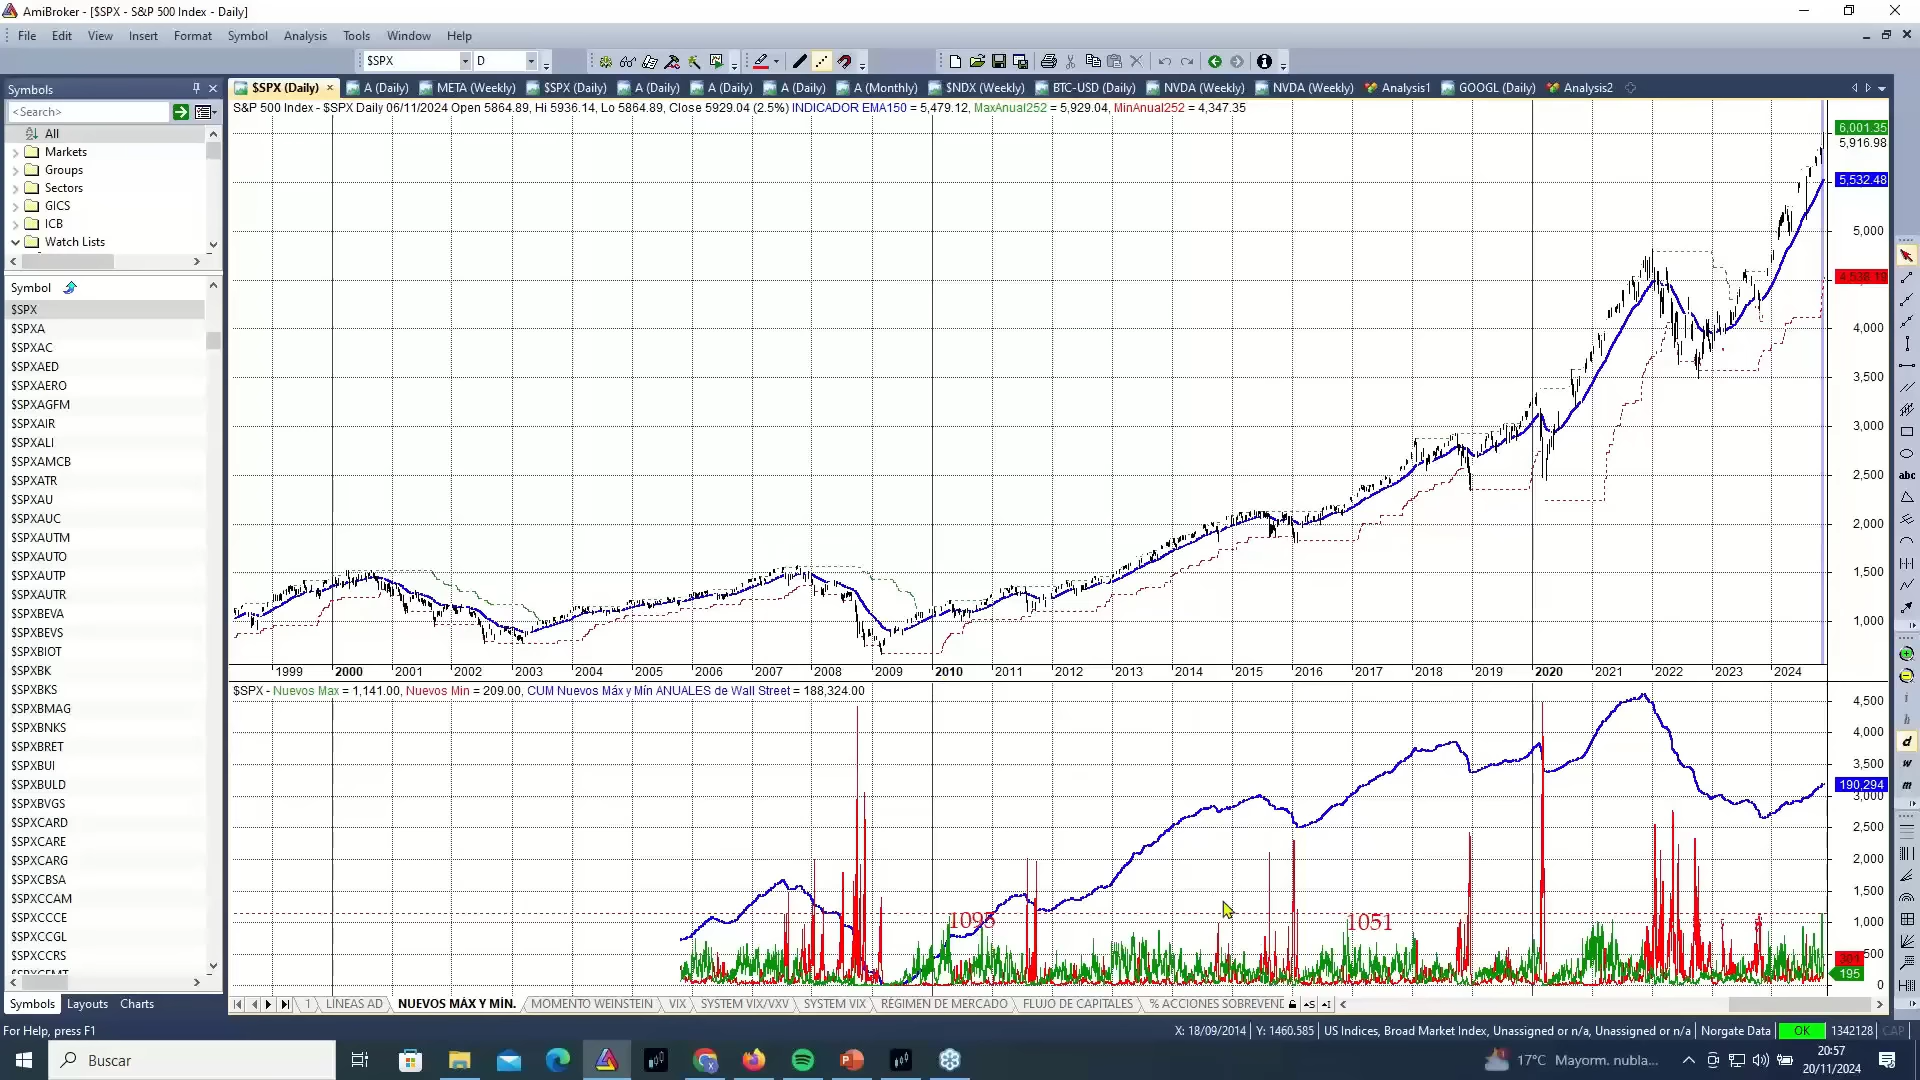 AmiBroker - [$SPX - S&P 500 Index - Daily]
File Edit View Insert Format Symbol Analysis Tools Window Help
$SPX D
Symbols
$SPX (Daily) A (Daily) META (Weekly) $SPX (Daily) A (Daily) A (Daily) A (Daily) A (Monthly) $NDX (Weekly) BTC-USD (Daily) NVDA (Weekly) NVDA (Weekly) Analysis1 GOOGL (Daily) Analysis2
<Search>
S&P 500 Index - $SPX Daily 06/11/2024 Open 5864.89, Hi 5936.14, Lo 5864.89, Close 5929.04 (2.5%) INDICADOR EMA150 = 5,479.12, MaxAnual252 = 5,929.04, MinAnual252 = 4,347.35
All
Markets
Groups
Sectors
GICS
ICB
Watch Lists
Symbol
$SPX
$SPXA
$SPXAC
$SPXAED
$SPXAERO
$SPXAGFM
$SPXAIR
$SPXALI
$SPXAMCB
$SPXATR
$SPXAU
$SPXAUC
$SPXAUTM
$SPXAUTO
$SPXAUTP
$SPXAUTR
$SPXBEVA
$SPXBEVS
$SPXBIOT
$SPXBK
$SPXBKS
$SPXBMAG
$SPXBNKS
$SPXBRET
$SPXBUI
$SPXBULD
$SPXBVGS
$SPXCARD
$SPXCARE
$SPXCARG
$SPXCBSA
$SPXCCAM
$SPXCCCE
$SPXCCGL
$SPXCCRS
6,001.35
5,916.98
5,532.48
5,000
4,538.19
4,000
3,500
3,000
2,500
2,000
1,500
1,000
1999 2000 2001 2002 2003 2004 2005 2006 2007 2008 2009 2010 2011 2012 2013 2014 2015 2016 2017 2018 2019 2020 2021 2022 2023 2024
$SPX - Nuevos Max = 1,141.00, Nuevos Min = 209.00, CUM Nuevos Máx y Mín ANUALES de Wall Street = 188,324.00
4,500
4,000
3,500
190,294
3,000
2,500
2,000
1,500
1,000
500
195
0
1095
1051
abc
i
h
d
w
m
Symbols Layouts Charts
1 LÍNEAS AD NUEVOS MÁX Y MÍN. MOMENTO WEINSTEIN VIX SYSTEM VIX/VXV SYSTEM VIX RÉGIMEN DE MERCADO FLUJO DE CAPITALES % ACCIONES SOBREVENE
For Help, press F1
X: 18/09/2014 Y: 1460.585 US Indices, Broad Market Index, Unassigned or n/a, Unassigned or n/a Norgate Data OK 1342128 CAP
Buscar
17°C Mayorm. nubla...
20:57
20/11/2024